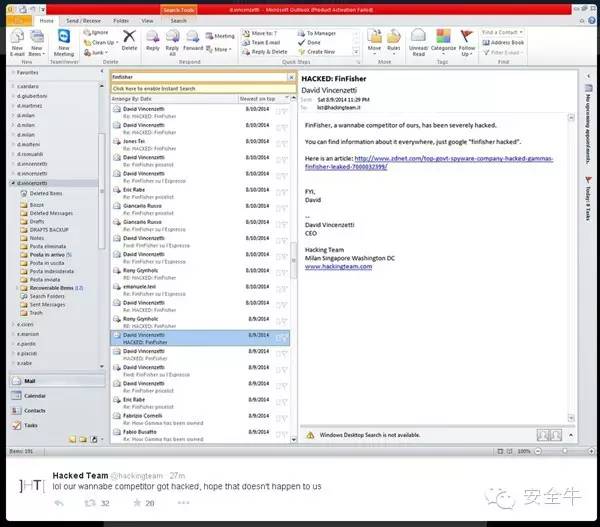 Search Tools
d.vincenzetti - Microsoft Outlook (Product Activation Failed)
File
Home
Send / Receive
Folder
View
Search
New E-mail
New Items
New Meeting
Ignore
Clean Up
Junk
Delete
Reply
Reply All
Forward
Meeting
More
Move to: ?
Team E-mail
Reply & Delete
To Manager
Done
Create New
Move
Rules
Unread/ Read
Categorize
Follow Up
Find a Contact
Address Book
Filter E-mail
New
Delete
Respond
Quick Steps
Move
Tags
Find
Favorites
c.vardaro
d.giubertoni
d.martinez
d.milan
d.milan
d.molteni
d.romualdi
d.vincenzetti
d.vincenzetti
d.vincenzetti
Deleted Items
Bozze
Deleted Messages
Drafts
DRAFTS BACKUP
Notes
Posta eliminata
Posta in arrivo (5)
Posta in uscita
Posta indesiderata
Posta inviata
Recoverable Items (12)
Search Folders
Sent Messages
Trash
e.ciceri
e.pardo
e.placidi
e.rabe
Mail
Calendar
Contacts
Tasks
finfisher
Click here to enable Instant Search
Arrange By: Date
Newest on top
David Vincenzetti 8/10/2014
Re: HACKED: FinFisher
David Vincenzetti 8/10/2014
Re: HACKED: FinFisher
Jones Tei 8/10/2014
Re: HACKED: FinFisher
David Vincenzetti 8/10/2014
Re: FinFisher pricelist
David Vincenzetti 8/10/2014
Re: FinFisher su l'Espresso
Eric Rabe 8/10/2014
Re: FinFisher pricelist
Giancarlo Russo 8/10/2014
Re: FinFisher pricelist
Giancarlo Russo 8/10/2014
Re: FinFisher su l'Espresso
David Vincenzetti 8/10/2014
Fwd: FinFisher su l'Espresso
Giancarlo Russo 8/10/2014
Re: FinFisher su l'Espresso
Rony Grynholc 8/10/2014
RE: HACKED: FinFisher
emanuele.levi 8/10/2014
Re: HACKED: FinFisher
David Vincenzetti 8/10/2014
Re: HACKED: FinFisher
Rony Grynholc 8/9/2014
RE: HACKED: FinFisher
David Vincenzetti 8/9/2014
HACKED: FinFisher
David Vincenzetti 8/9/2014
Fwd: FinFisher su l'Espresso
David Vincenzetti 8/9/2014
Re: FinFisher pricelist
Eric Rabe 8/9/2014
Re: FinFisher pricelist
Fabrizio Cornelli 8/9/2014
Re: How Gamma has been owned
Fabio Busatto 8/9/2014
Re: How Gamma has been owned
HACKED: FinFisher
David Vincenzetti
Sent: Sat 8/9/2014 11:29 PM
To: list@hackingteam.it
FinFisher, a wannabe competitor of ours, has been severely hacked.
You can find information about it everywhere, just google "finfisher hacked".
Here is an article: http://www.zdnet.com/top-govt-spyware-company-hacked-gammas-
finfisher-leaked-7000032399/
FYI,
David
--
David Vincenzetti
CEO
Hacking Team
Milan Singapore Washington DC
www.hackingteam.com
No upcoming appointments.
Today: 0 Tasks
Windows Desktop Search is not available.
Items: 191
100%
]HT[
Hacked Team @hackingteam 27m
lol our wannabe competitor got hacked, hope that doesn't happen to us
32
20
安全牛